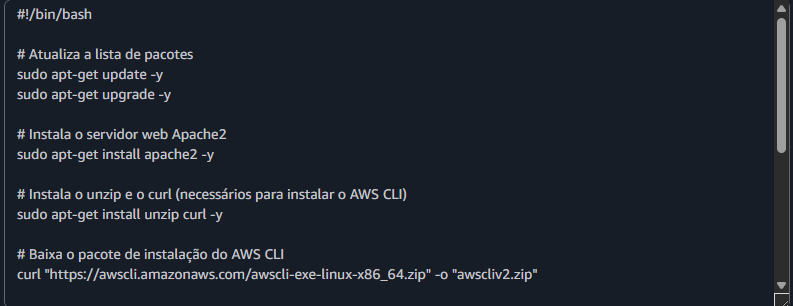 #!/bin/bash
# Atualiza a lista de pacotes
sudo apt-get update -y
sudo apt-get upgrade -y
# Instala o servidor web Apache2
sudo apt-get install apache2 -y
# Instala o unzip e o curl (necessários para instalar o AWS CLI)
sudo apt-get install unzip curl -y
# Baixa o pacote de instalação do AWS CLI
curl "https://awscli.amazonaws.com/awscli-exe-linux-x86_64.zip" -o "awscliv2.zip"